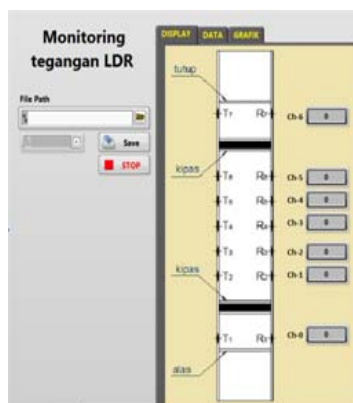 Monitoring
tegangan LDR
File Path
Save
STOP
DISPLAY DATA GRAFIK
tutup
T7 R7 Ch-6 0
kipas
T6 R6 Ch-5 0
T5 R5 Ch-4 0
T4 R4 Ch-3 0
T3 R3 Ch-2 0
T2 R2 Ch-1 0
kipas
T1 Ch-0 0
alas